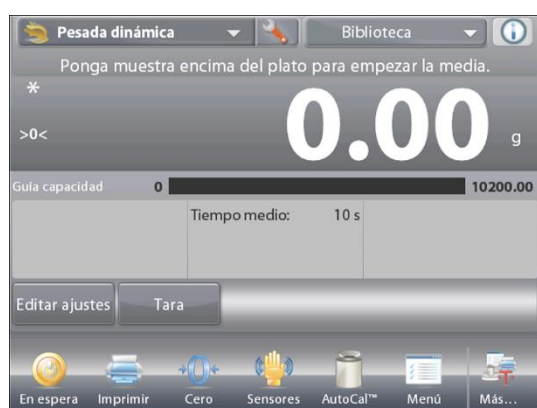 Pesada dinámica Biblioteca
Ponga muestra encima del plato para empezar la media.
*
>0<
0.00 g
Guía capacidad 0 10200.00
Tiempo medio: 10 s
Editar ajustes Tara
En espera Imprimir Cero Sensores AutoCal™ Menú Más...